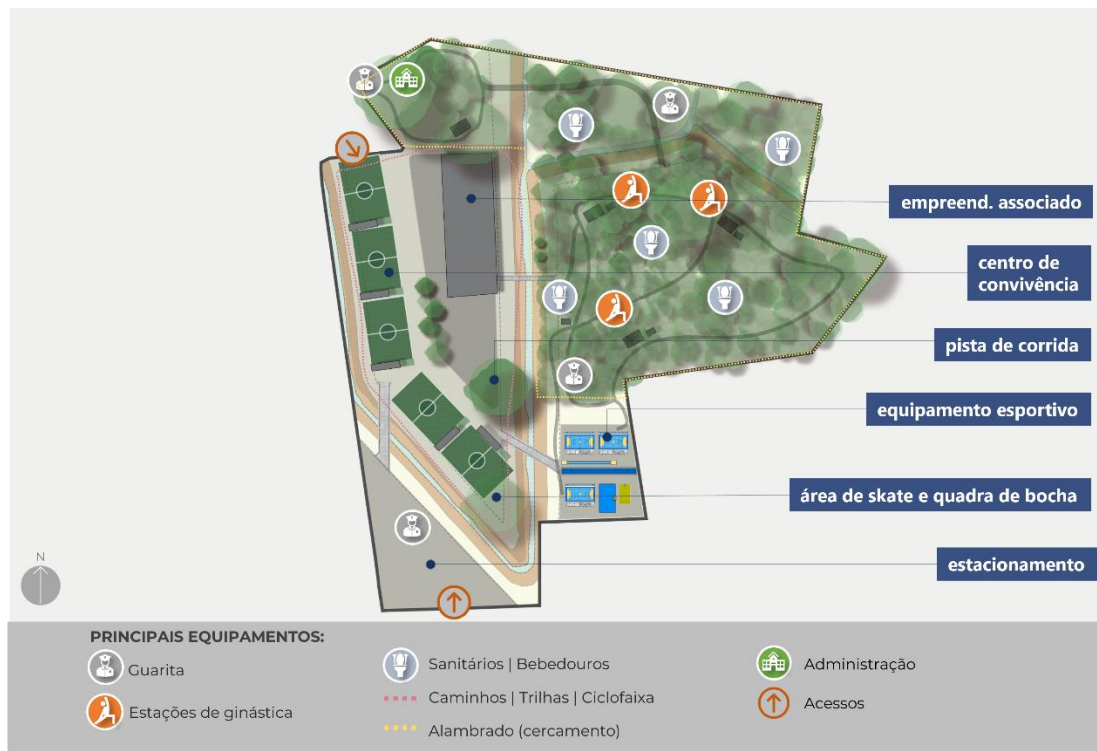 empreend. associado
centro de
convivência
pista de corrida
equipamento esportivo
área de skate e quadra de bocha
estacionamento
N
PRINCIPAIS EQUIPAMENTOS:
Guarita
Estações de ginástica
Sanitários | Bebedouros
Caminhos | Trilhas | Ciclofaixa
Alambrado (cercamento)
Administração
Acessos